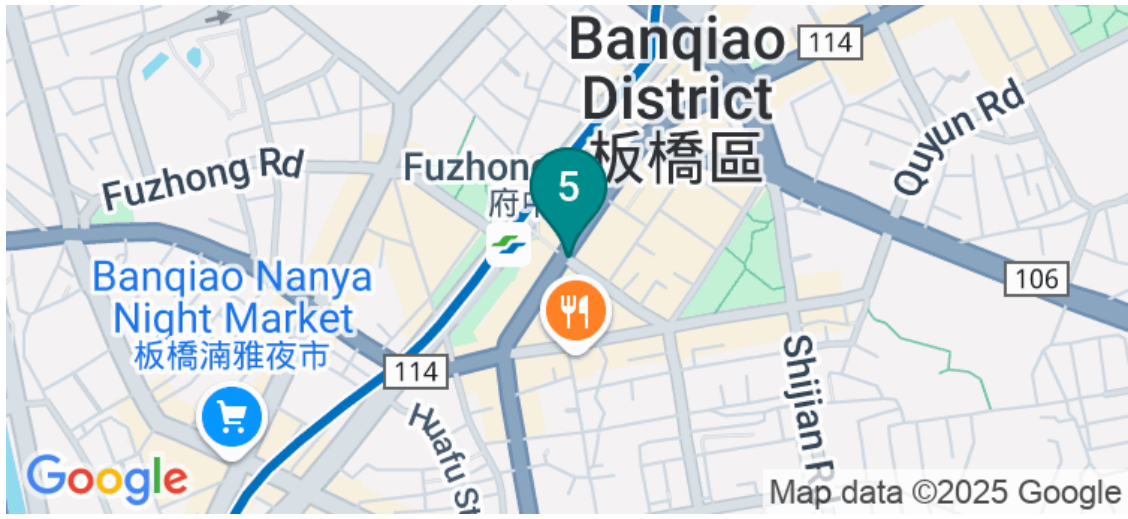 Banqiao
District
板橋區
114
Quyun Rd
Fuzhong Rd
Fuzhon
府中
5
Banqiao Nanya
Night Market
板橋湳雅夜市
106
114
Huafu St
Shijian R
Google
Map data ©2025 Google